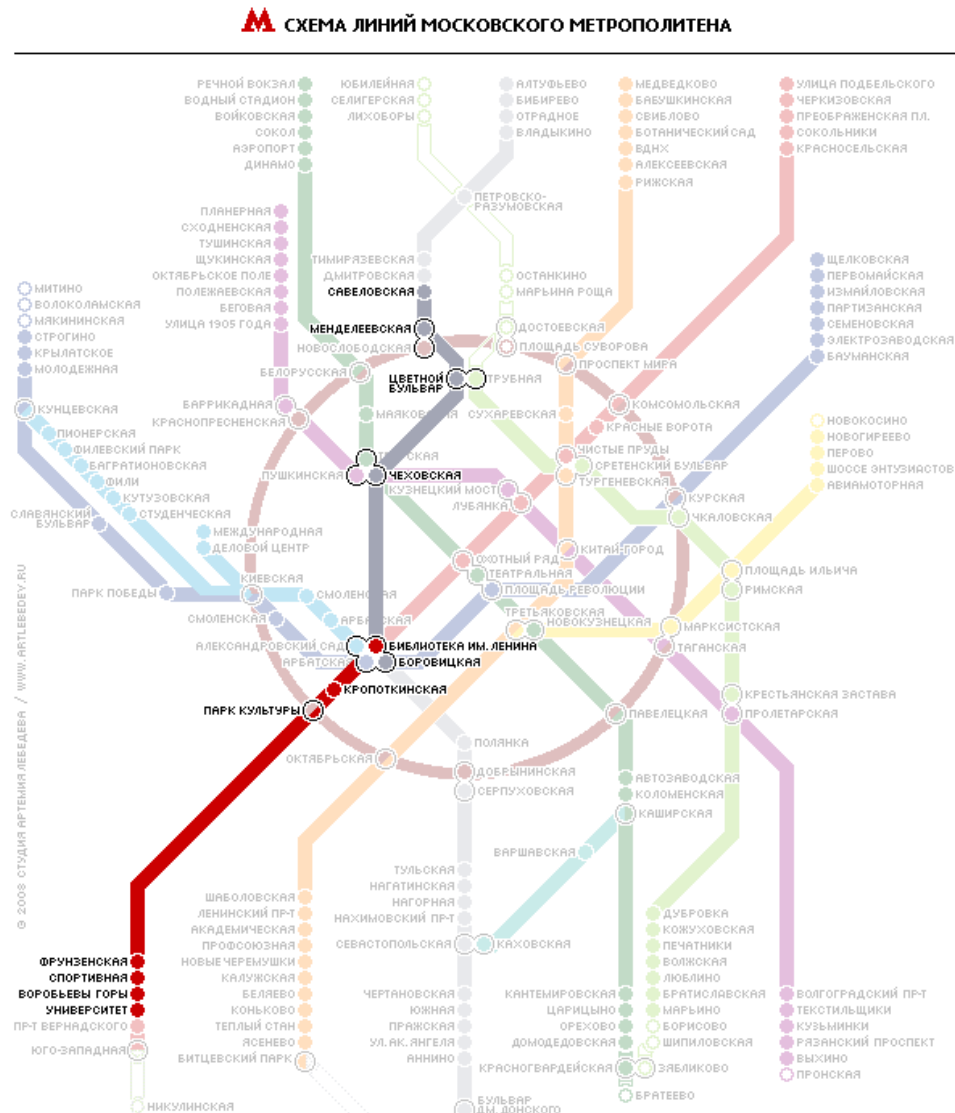 СХЕМА ЛИНИЙ МОСКОВСКОГО МЕТРОПОЛИТЕНА
РЕЧНОЙ ВОКЗАЛ
ВОДНЫЙ СТАДИОН
ВОЙКОВСКАЯ
СОКОЛ
АЭРОПОРТ
ДИНАМО
ЮБИЛЕЙНАЯ
СЕЛИГЕРСКАЯ
ЛИХОБОРЫ
АЛТУФЬЕВО
БИБИРЕВО
ОТРАДНОЕ
ВЛАДЫКИНО
МЕДВЕДКОВО
БАБУШКИНСКАЯ
СВИБЛОВО
БОТАНИЧЕСКИЙ САД
ВДНХ
АЛЕКСЕЕВСКАЯ
РИЖСКАЯ
УЛИЦА ПОДБЕЛЬСКОГО
ЧЕРКИЗОВСКАЯ
ПРЕОБРАЖЕНСКАЯ ПЛ.
СОКОЛЬНИКИ
КРАСНОСЕЛЬСКАЯ
ПЕТРОВСКО-
РАЗУМОВСКАЯ
ПЛАНЕРНАЯ
СХОДНЕНСКАЯ
ТУШИНСКАЯ
ЩУКИНСКАЯ
ОКТЯБРЬСКОЕ ПОЛЕ
ПОЛЕЖАЕВСКАЯ
БЕГОВАЯ
УЛИЦА 1905 ГОДА
ТИМИРЯЗЕВСКАЯ
ДМИТРОВСКАЯ
САВЕЛОВСКАЯ
МЕНДЕЛЕЕВСКАЯ
НОВОСЛОБОДСКАЯ
ОСТАНКИНО
МАРЬИНА РОЩА
ДОСТОЕВСКАЯ
ПЛОЩАДЬ СУВОРОВА
ПРОСПЕКТ МИРА
ЩЕЛКОВСКАЯ
ПЕРВОМАЙСКАЯ
ИЗМАЙЛОВСКАЯ
ПАРТИЗАНСКАЯ
СЕМЕНОВСКАЯ
ЭЛЕКТРОЗАВОДСКАЯ
БАУМАНСКАЯ
МИТИНО
ВОЛОКОЛАМСКАЯ
МЯКИНИНСКАЯ
СТРОГИНО
КРЫЛАТСКОЕ
МОЛОДЕЖНАЯ
КУНЦЕВСКАЯ
ПИОНЕРСКАЯ
ФИЛЕВСКИЙ ПАРК
БАГРАТИОНОВСКАЯ
ФИЛИ
КУТУЗОВСКАЯ
СТУДЕНЧЕСКАЯ
СЛАВЯНСКИЙ
БУЛЬВАР
МЕЖДУНАРОДНАЯ
ДЕЛОВОЙ ЦЕНТР
КИЕВСКАЯ
ПАРК ПОБЕДЫ
БЕЛОРУССКАЯ
БАРРИКАДНАЯ
КРАСНОПРЕСНЕНСКАЯ
ЦВЕТНОЙ
БУЛЬВАР
ТРУБНАЯ
СУХАРЕВСКАЯ
КОМСОМОЛЬСКАЯ
КРАСНЫЕ ВОРОТА
ЧИСТЫЕ ПРУДЫ
СРЕТЕНСКИЙ БУЛЬВАР
ТУРГЕНЕВСКАЯ
ПУШКИНСКАЯ
ЧЕХОВСКАЯ
КУЗНЕЦКИЙ МОСТ
ЛУБЯНКА
КУРСКАЯ
ЧКАЛОВСКАЯ
НОВОКОСИНО
НОВОГИРЕЕВО
ПЕРОВО
ШОССЕ ЭНТУЗИАСТОВ
АВИАМОТОРНАЯ
ОХОТНЫЙ РЯД
ТЕАТРАЛЬНАЯ
ПЛОЩАДЬ РЕВОЛЮЦИИ
КИТАЙ-ГОРОД
ПЛОЩАДЬ ИЛЬИЧА
РИМСКАЯ
ТРЕТЬЯКОВСКАЯ
НОВОКУЗНЕЦКАЯ
МАРКСИСТСКАЯ
ТАГАНСКАЯ
СМОЛЕНСКАЯ
АРБАТСКАЯ
АЛЕКСАНДРОВСКИЙ САД
БИБЛИОТЕКА ИМ. ЛЕНИНА
АРБАТСКАЯ
БОРОВИЦКАЯ
КРОПОТКИНСКАЯ
ПАРК КУЛЬТУРЫ
ОКТЯБРЬСКАЯ
ПОЛЯНКА
ДОБРЫНИНСКАЯ
СЕРПУХОВСКАЯ
ПАВЕЛЕЦКАЯ
КРЕСТЬЯНСКАЯ ЗАСТАВА
ПРОЛЕТАРСКАЯ
АВТОЗАВОДСКАЯ
КОЛОМЕНСКАЯ
КАШИРСКАЯ
ВАРШАВСКАЯ
КАХОВСКАЯ
ТУЛЬСКАЯ
НАГАТИНСКАЯ
НАГОРНАЯ
НАХИМОВСКИЙ ПР-Т
СЕВАСТОПОЛЬСКАЯ
ЧЕРТАНОВСКАЯ
ЮЖНАЯ
ПРАЖСКАЯ
УЛ. АК. ЯНГЕЛЯ
АННИНО
БУЛЬВАР
ДМ. ДОНСКОГО
ШАБОЛОВСКАЯ
ЛЕНИНСКИЙ ПР-Т
АКАДЕМИЧЕСКАЯ
ПРОФСОЮЗНАЯ
НОВЫЕ ЧЕРЕМУШКИ
КАЛУЖСКАЯ
БЕЛЯЕВО
КОНЬКОВО
ТЕПЛЫЙ СТАН
ЯСЕНЕВО
БИТЦЕВСКИЙ ПАРК
ФРУНЗЕНСКАЯ
СПОРТИВНАЯ
ВОРОБЬЕВЫ ГОРЫ
УНИВЕРСИТЕТ
ПР-Т ВЕРНАДСКОГО
ЮГО-ЗАПАДНАЯ
НИКУЛИНСКАЯ
ДУБРОВКА
КОЖУХОВСКАЯ
ПЕЧАТНИКИ
ВОЛЖСКАЯ
ЛЮБЛИНО
БРАТИСЛАВСКАЯ
МАРЬИНО
БОРИСОВО
ШИПИЛОВСКАЯ
ЗЯБЛИКОВО
КАНТЕМИРОВСКАЯ
ЦАРИЦЫНО
ОРЕХОВО
ДОМОДЕДОВСКАЯ
КРАСНОГВАРДЕЙСКАЯ
БРАТЕЕВО
ВОЛГОГРАДСКИЙ ПР-Т
ТЕКСТИЛЬЩИКИ
КУЗЬМИНКИ
РЯЗАНСКИЙ ПРОСПЕКТ
ВЫХИНО
ПРОНСКАЯ
© 2008 СТУДИЯ АРТЕМИЯ ЛЕБЕДЕВА / WWW.ARTLEBEDEV.RU